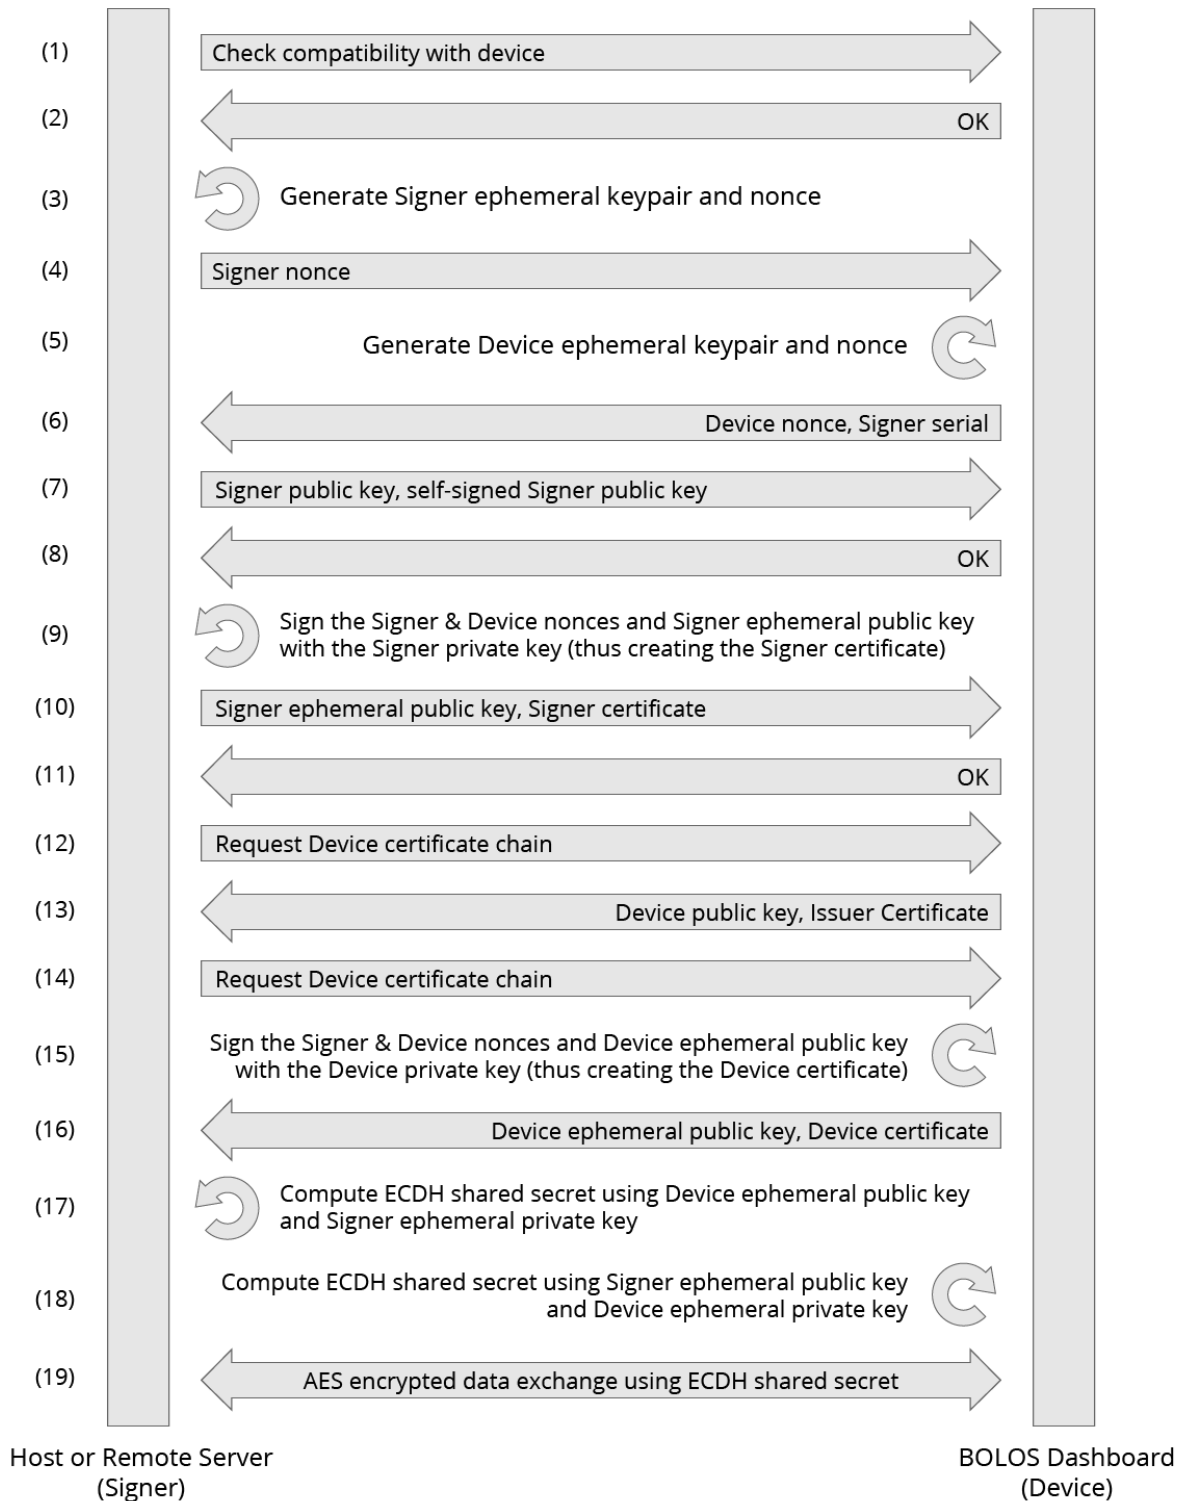 (1) Check compatibility with device
(2) OK
(3) Generate Signer ephemeral keypair and nonce
(4) Signer nonce
(5) Generate Device ephemeral keypair and nonce
(6) Device nonce, Signer serial
(7) Signer public key, self-signed Signer public key
(8) OK
(9) Sign the Signer & Device nonces and Signer ephemeral public key
with the Signer private key (thus creating the Signer certificate)
(10) Signer ephemeral public key, Signer certificate
(11) OK
(12) Request Device certificate chain
(13) Device public key, Issuer Certificate
(14) Request Device certificate chain
(15) Sign the Signer & Device nonces and Device ephemeral public key
with the Device private key (thus creating the Device certificate)
(16) Device ephemeral public key, Device certificate
(17) Compute ECDH shared secret using Device ephemeral public key
and Signer ephemeral private key
(18) Compute ECDH shared secret using Signer ephemeral public key
and Device ephemeral private key
(19) AES encrypted data exchange using ECDH shared secret
Host or Remote Server
(Signer)
BOLOS Dashboard
(Device)